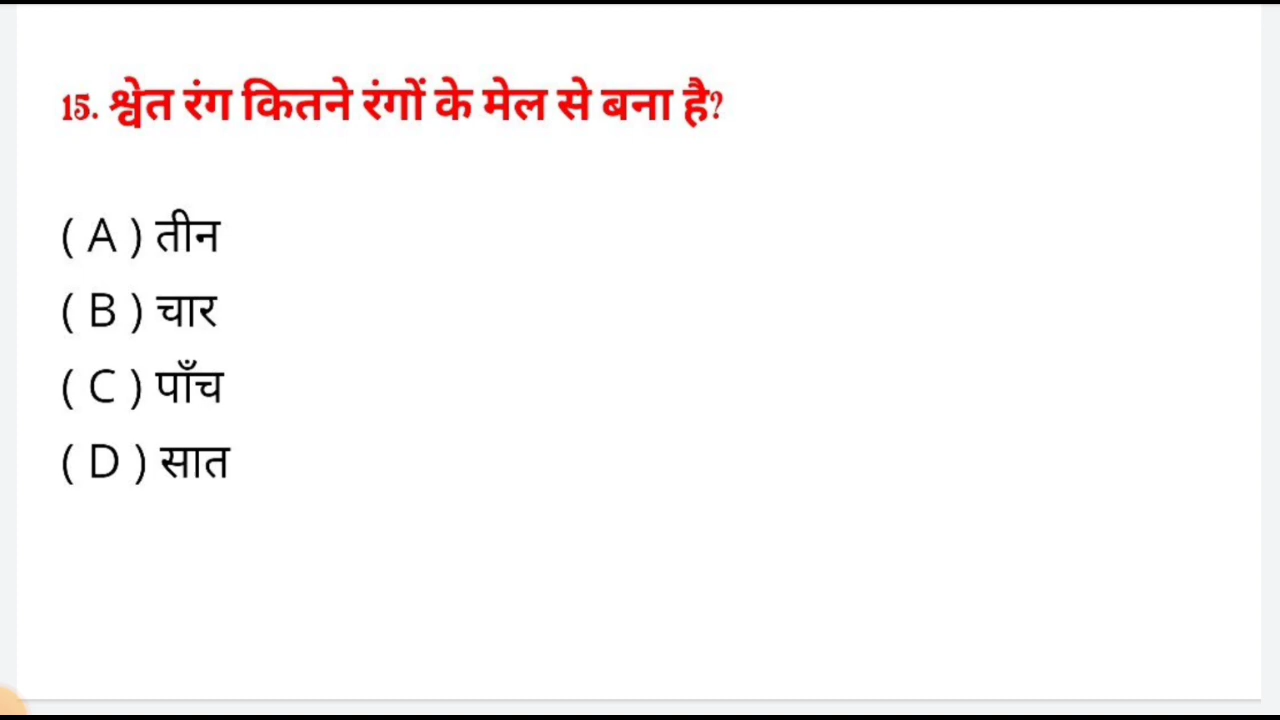 15. श्वेत रंग कितने रंगों के मेल से बना है?
( A ) तीन
( B ) चार
( C ) पाँच
( D ) सात